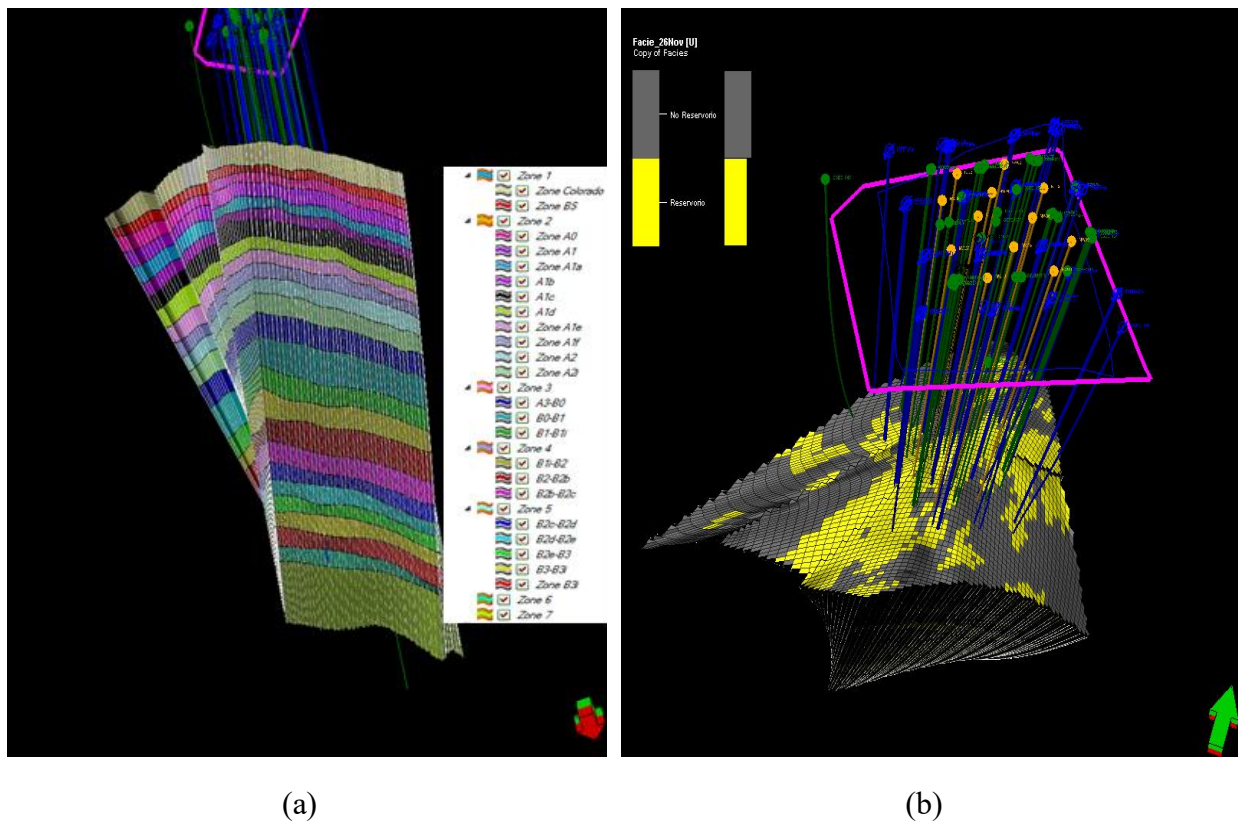 Zone 1
Zone Colorado
Zone B5
Zone 2
Zone A0
Zone A1
Zone A1a
A1b
A1c
A1d
Zone A1e
Zone A1f
Zone A2
Zone A2i
Zone 3
A3-B0
B0-B1
B1-B1i
Zone 4
B1i-B2
B2-B2b
B2b-B2c
Zone 5
B2c-B2d
B2d-B2e
B2e-B3
B3-B3i
Zone B3i
Zone 6
Zone 7
(a)
Facie_26Nov [U]
Copy of Facies
No Reservorio
Reservorio
(b)